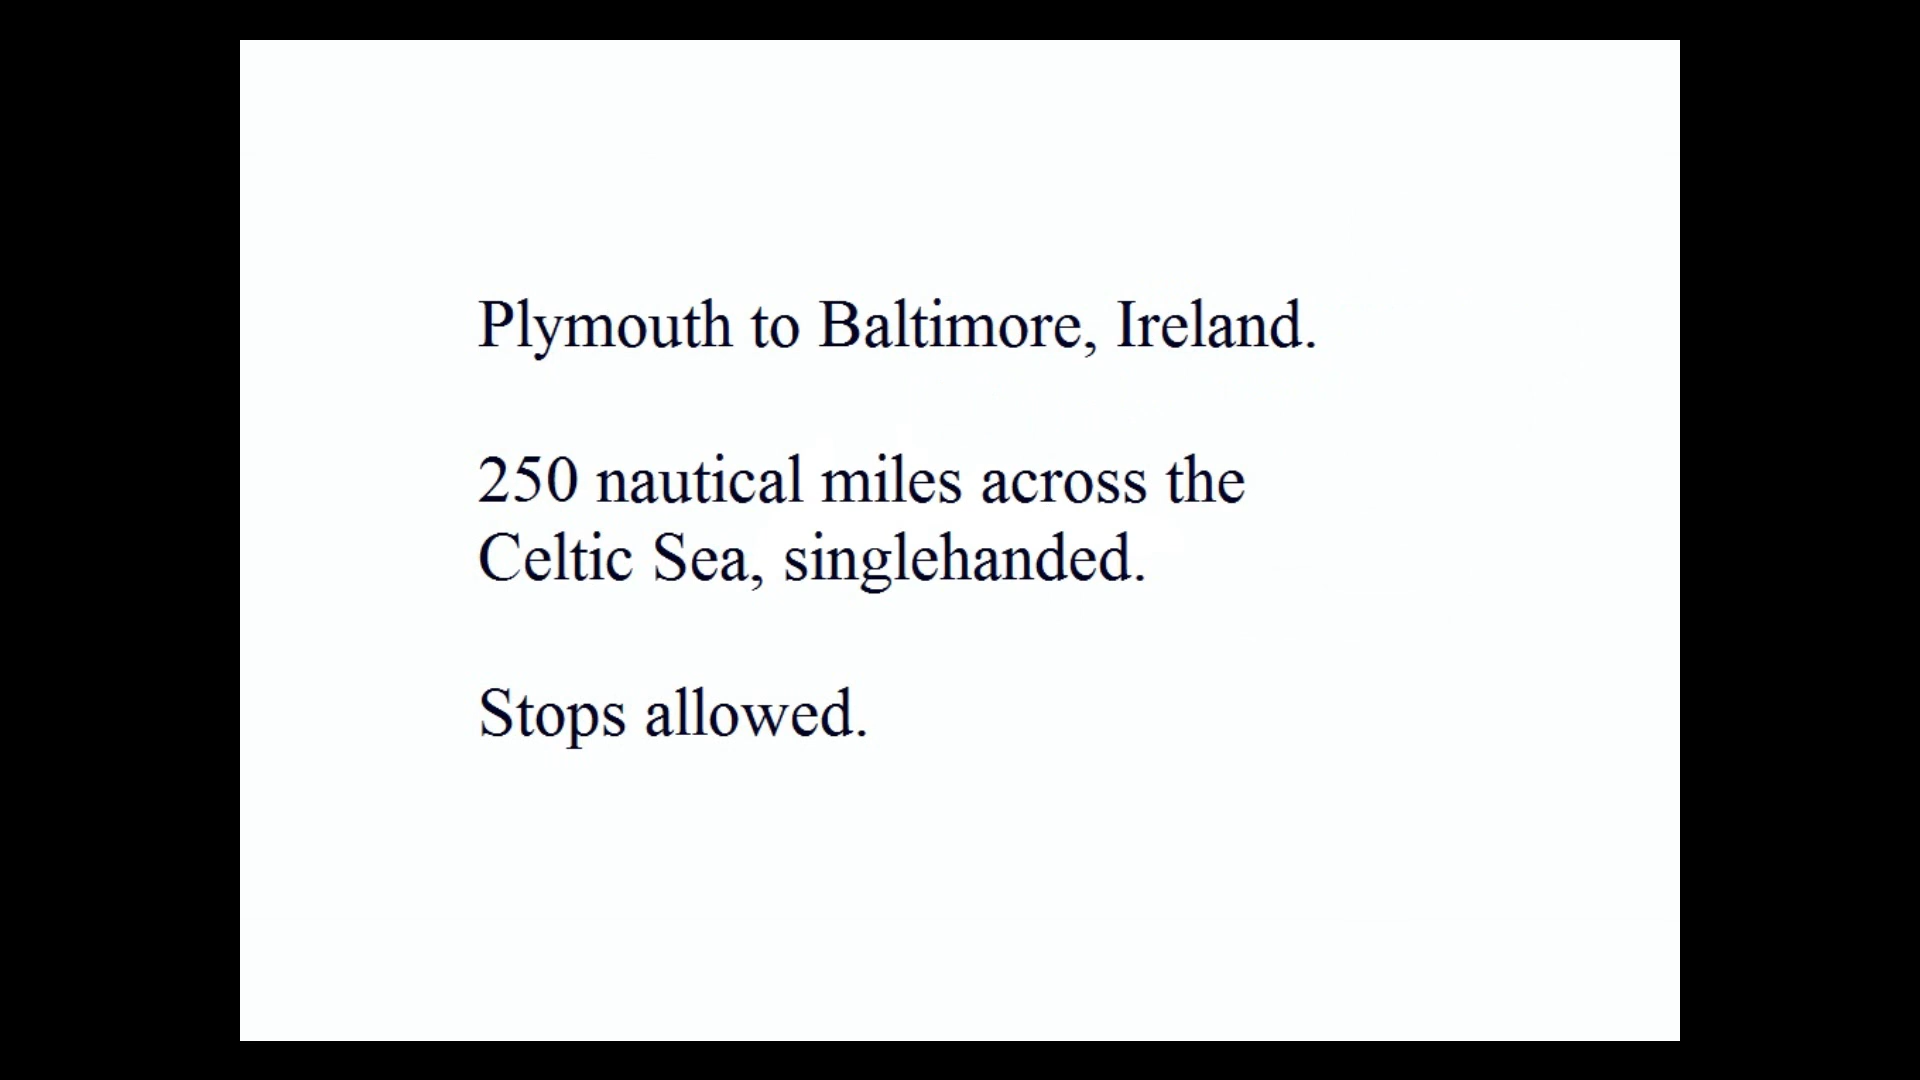 Plymouth to Baltimore, Ireland.
250 nautical miles across the
Celtic Sea, singlehanded.
Stops allowed.